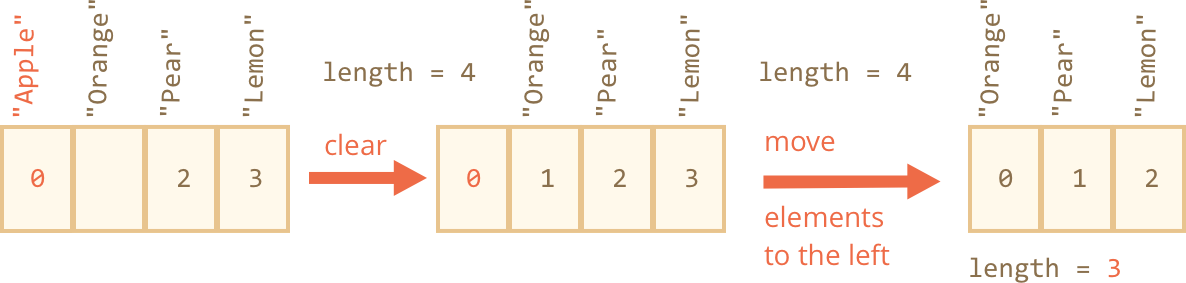 "Apple"
"Orange"
"Pear"
"Lemon"
0
2
3
length = 4
clear
"Orange"
"Pear"
"Lemon"
0
1
2
3
length = 4
move
elements
to the left
"Orange"
"Pear"
"Lemon"
0
1
2
length = 3